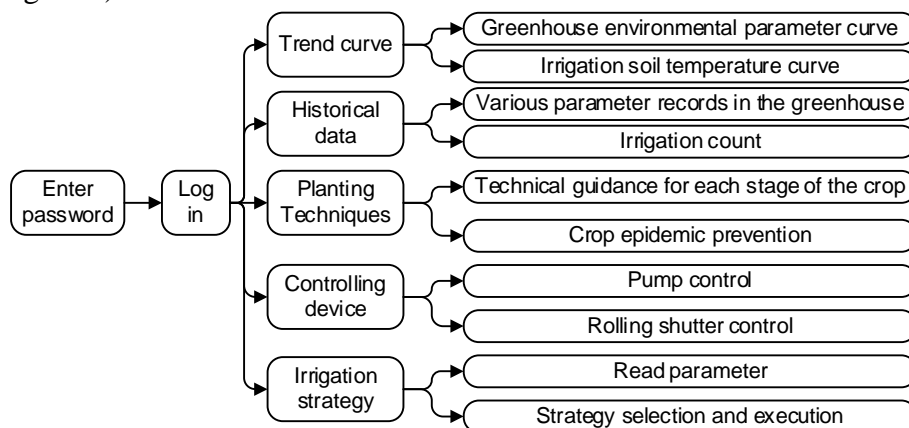 Trend curve
Greenhouse environmental parameter curve
Irrigation soil temperature curve
Historical
data
Various parameter records in the greenhouse
Irrigation count
Enter
password
Log
in
Planting
Techniques
Technical guidance for each stage of the crop
Crop epidemic prevention
Controlling
device
Pump control
Rolling shutter control
Irrigation
strategy
Read parameter
Strategy selection and execution